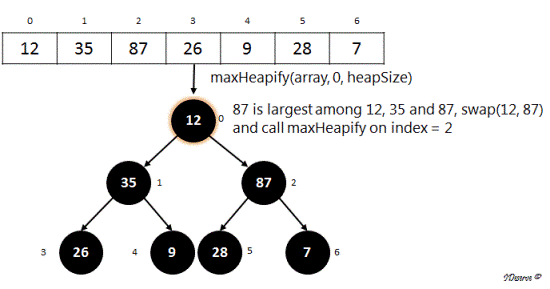 0 1 2 3 4 5 6
12 35 87 26 9 28 7
maxHeapify(array, 0, heapSize)
87 is largest among 12, 35 and 87, swap(12, 87)
and call maxHeapify on index = 2
12 0
35 1 87 2
3 26 4 9 28 5 7 6